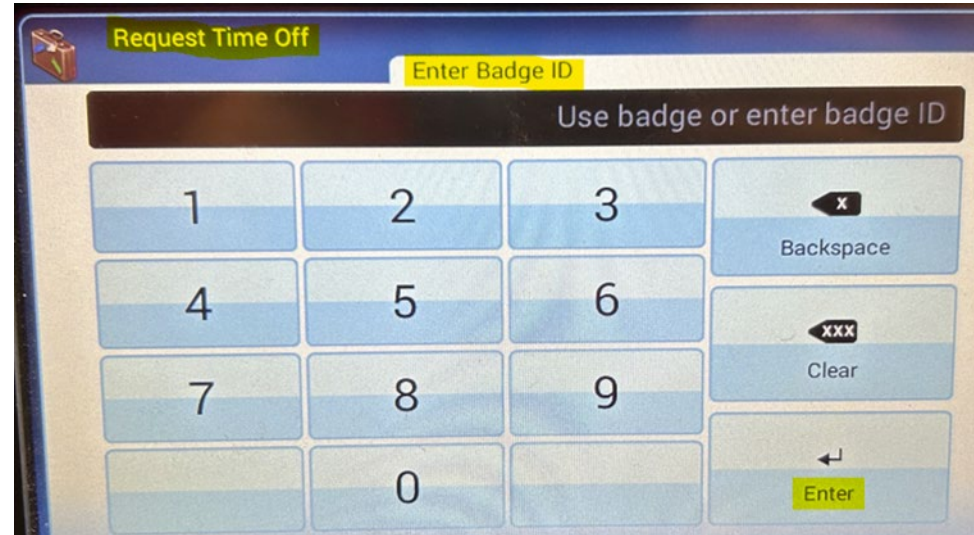 Request Time Off
Enter Badge ID
Use badge or enter badge ID
1 2 3
X
Backspace
4 5 6
XXX
Clear
7 8 9
0
Enter